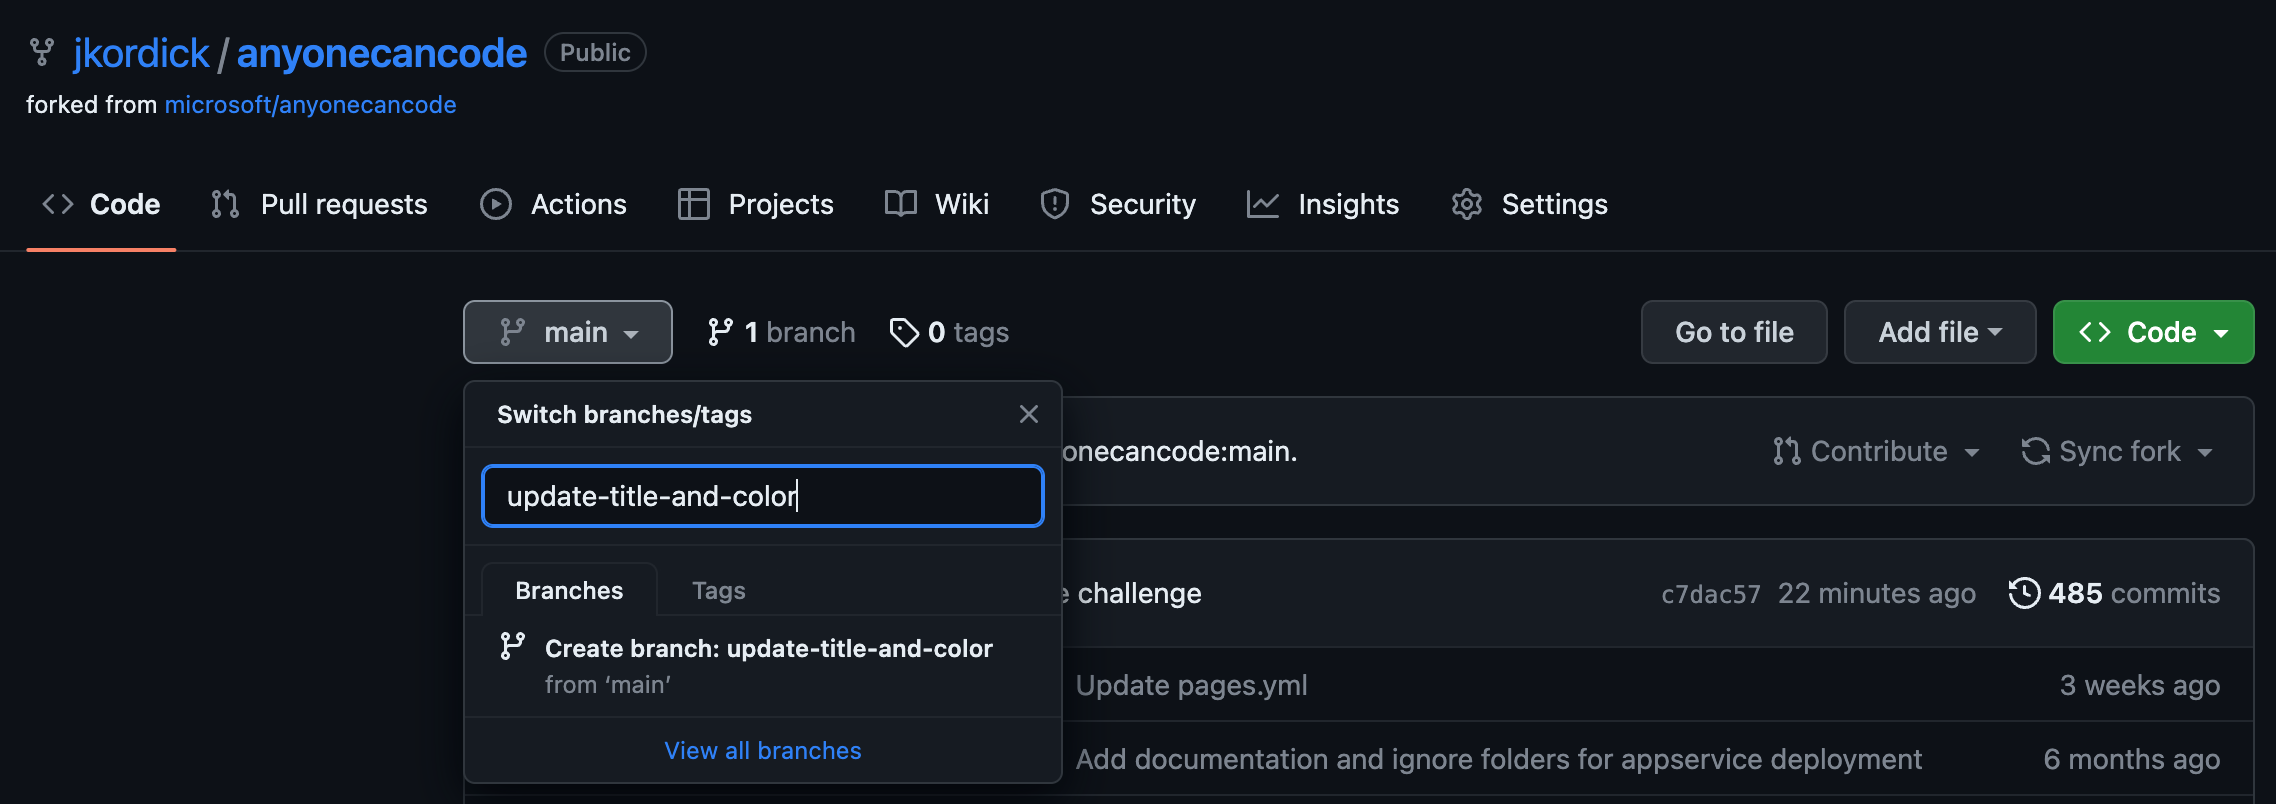 jkordick / anyonecancode Public
forked from microsoft/anyonecancode
Code Pull requests Actions Projects Wiki Security Insights Settings
main 1 branch 0 tags Go to file Add file Code
Switch branches/tags
onecancode:main. Contribute Sync fork
update-title-and-color
Branches Tags
challenge c7dac57 22 minutes ago 485 commits
Create branch: update-title-and-color
from ‘main’
Update pages.yml 3 weeks ago
View all branches
Add documentation and ignore folders for appservice deployment 6 months ago